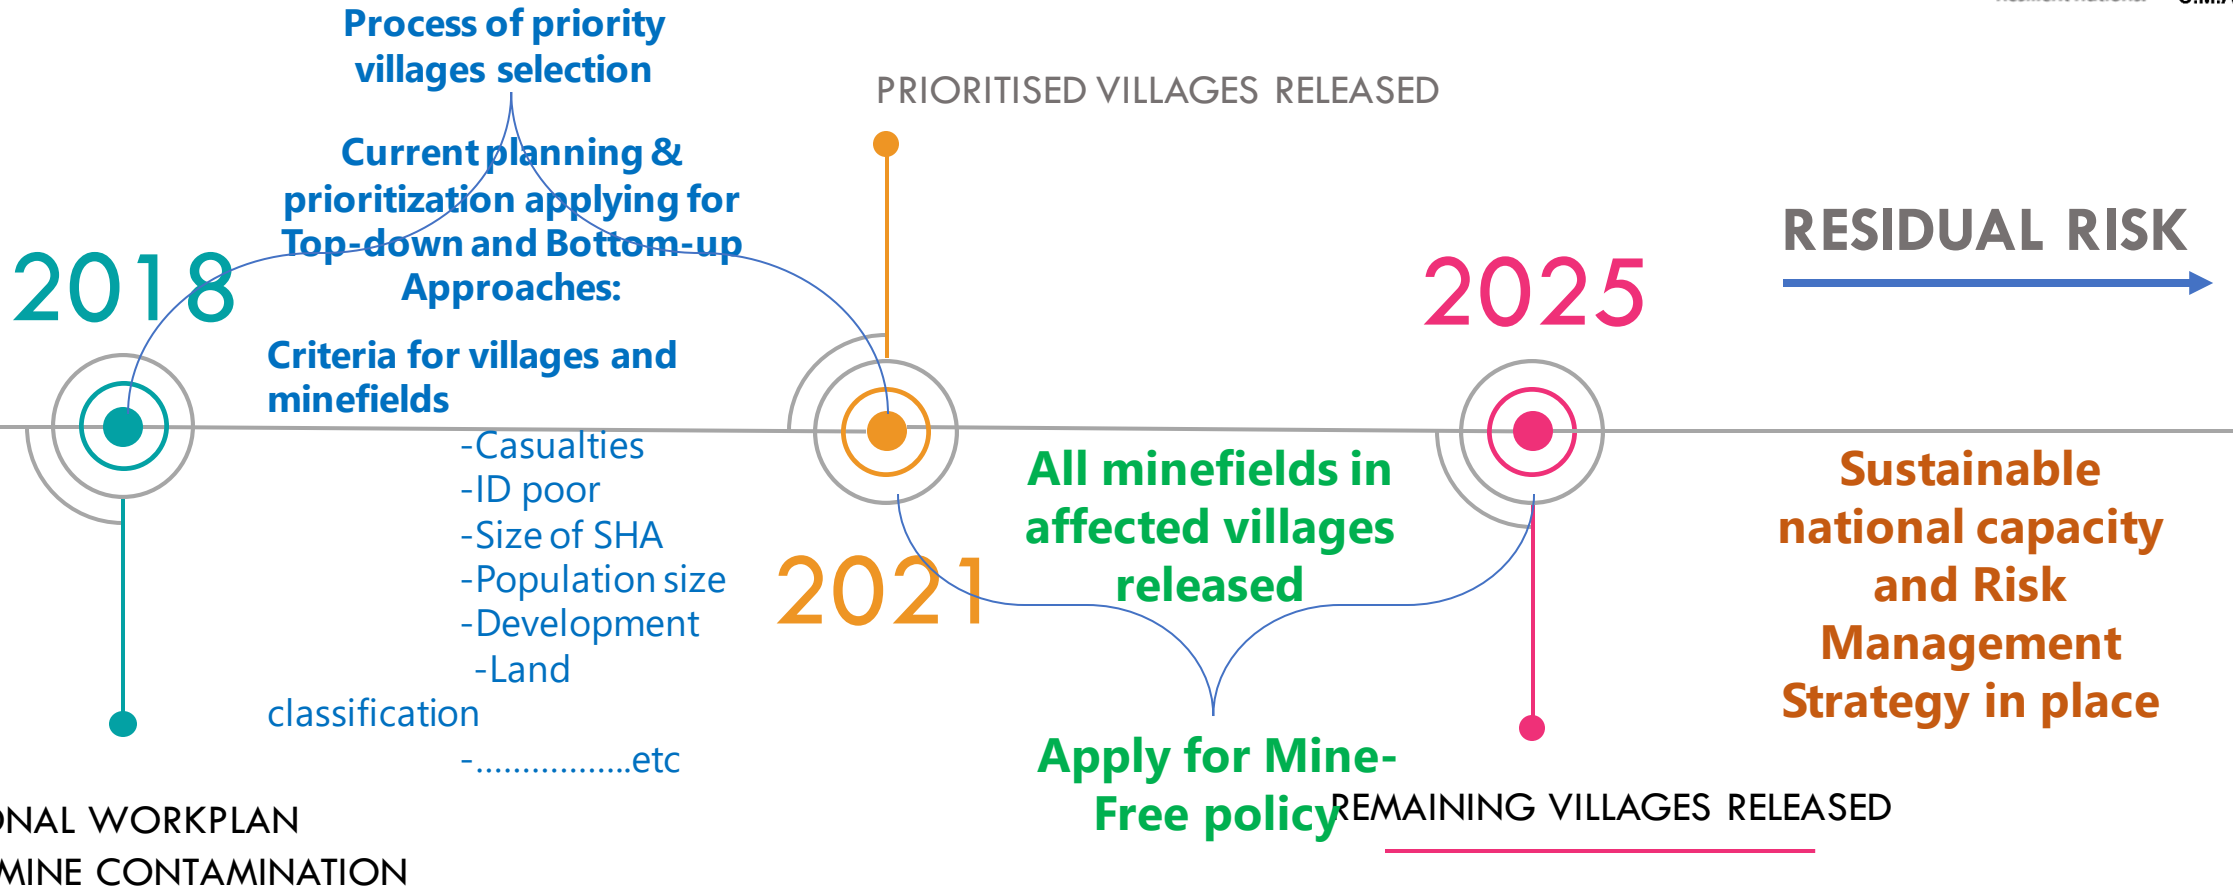 Process of priority
villages selection
Current planning &
prioritization applying for
Top-down and Bottom-up
Approaches:
Criteria for villages and
minefields
-Casualties
-ID poor
-Size of SHA
-Population size
-Development
-Land
classification
-.................etc
2018
WORKPLAN
MINE CONTAMINATION
PRIORITISED VILLAGES RELEASED
2021
All minefields in
affected villages
released
Apply for Mine-
Free policy
2025
REMAINING VILLAGES RELEASED
RESIDUAL RISK
Sustainable
national capacity
and Risk
Management
Strategy in place